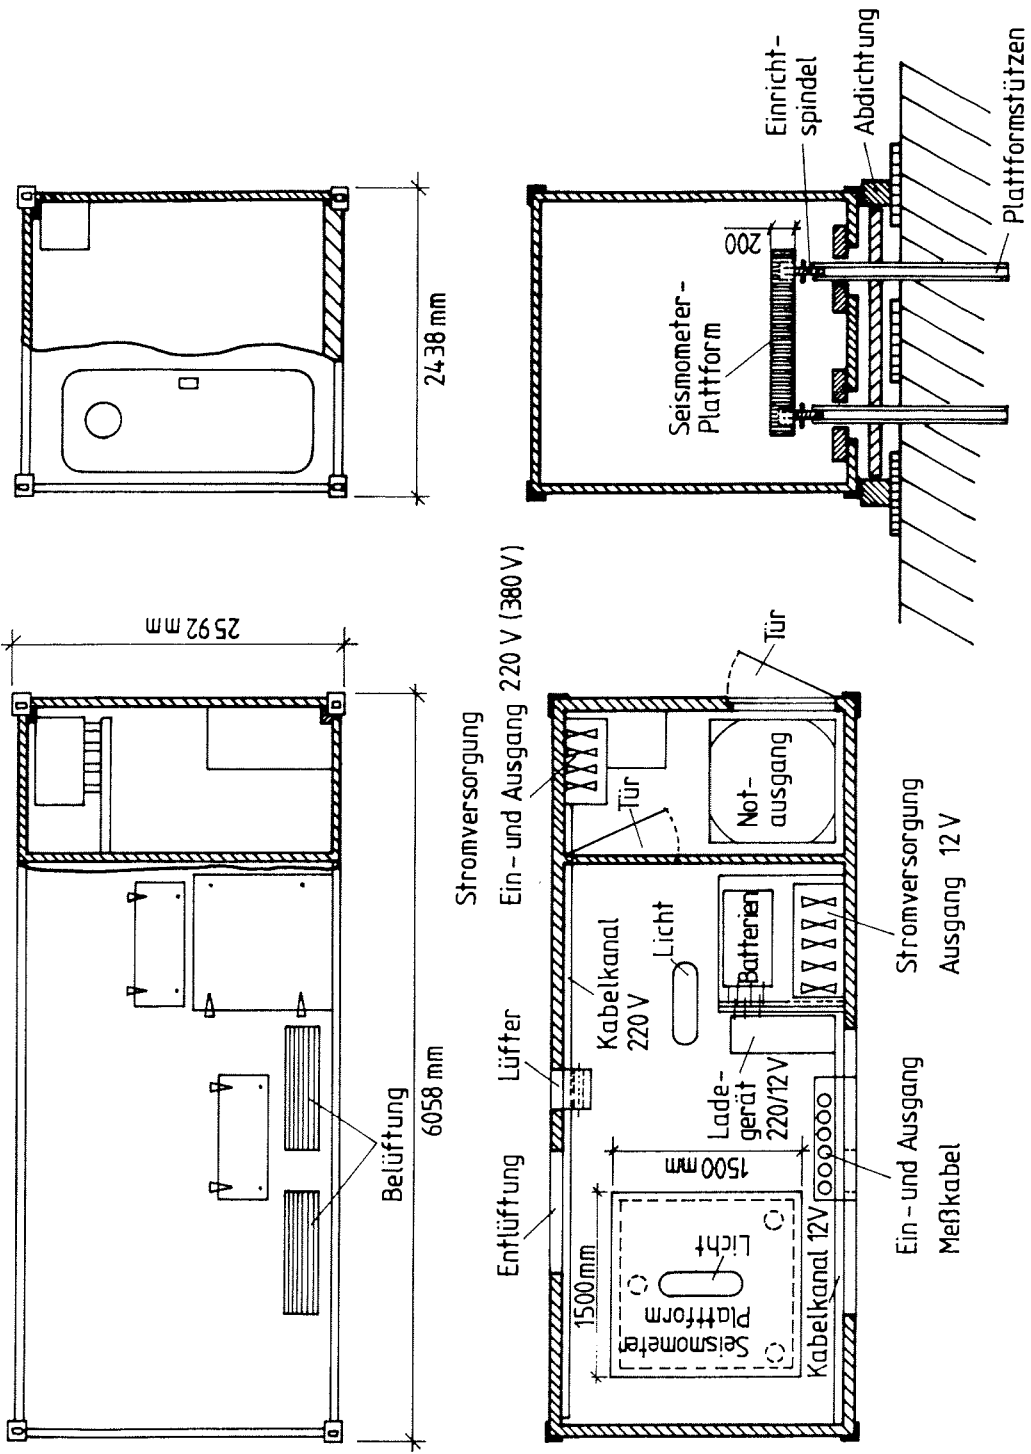 2592 mm
6058 mm
Belüftung
2438 mm
Stromversorgung
Ein- und Ausgang 220 V (380 V)
Entlüftung
Lüfter
Kabelkanal
220 V
Licht
Tür
Tür
Not-
ausgang
Batterien
Lade-
gerät
220/12 V
1500 mm
1500 mm
Seismometer
Plattform
Licht
Kabelkanal 12V
Ein- und Ausgang
Meßkabel
Stromversorgung
Ausgang 12 V
Seismometer-
Plattform
200
Einricht-
spindel
Abdichtung
Plattformstützen